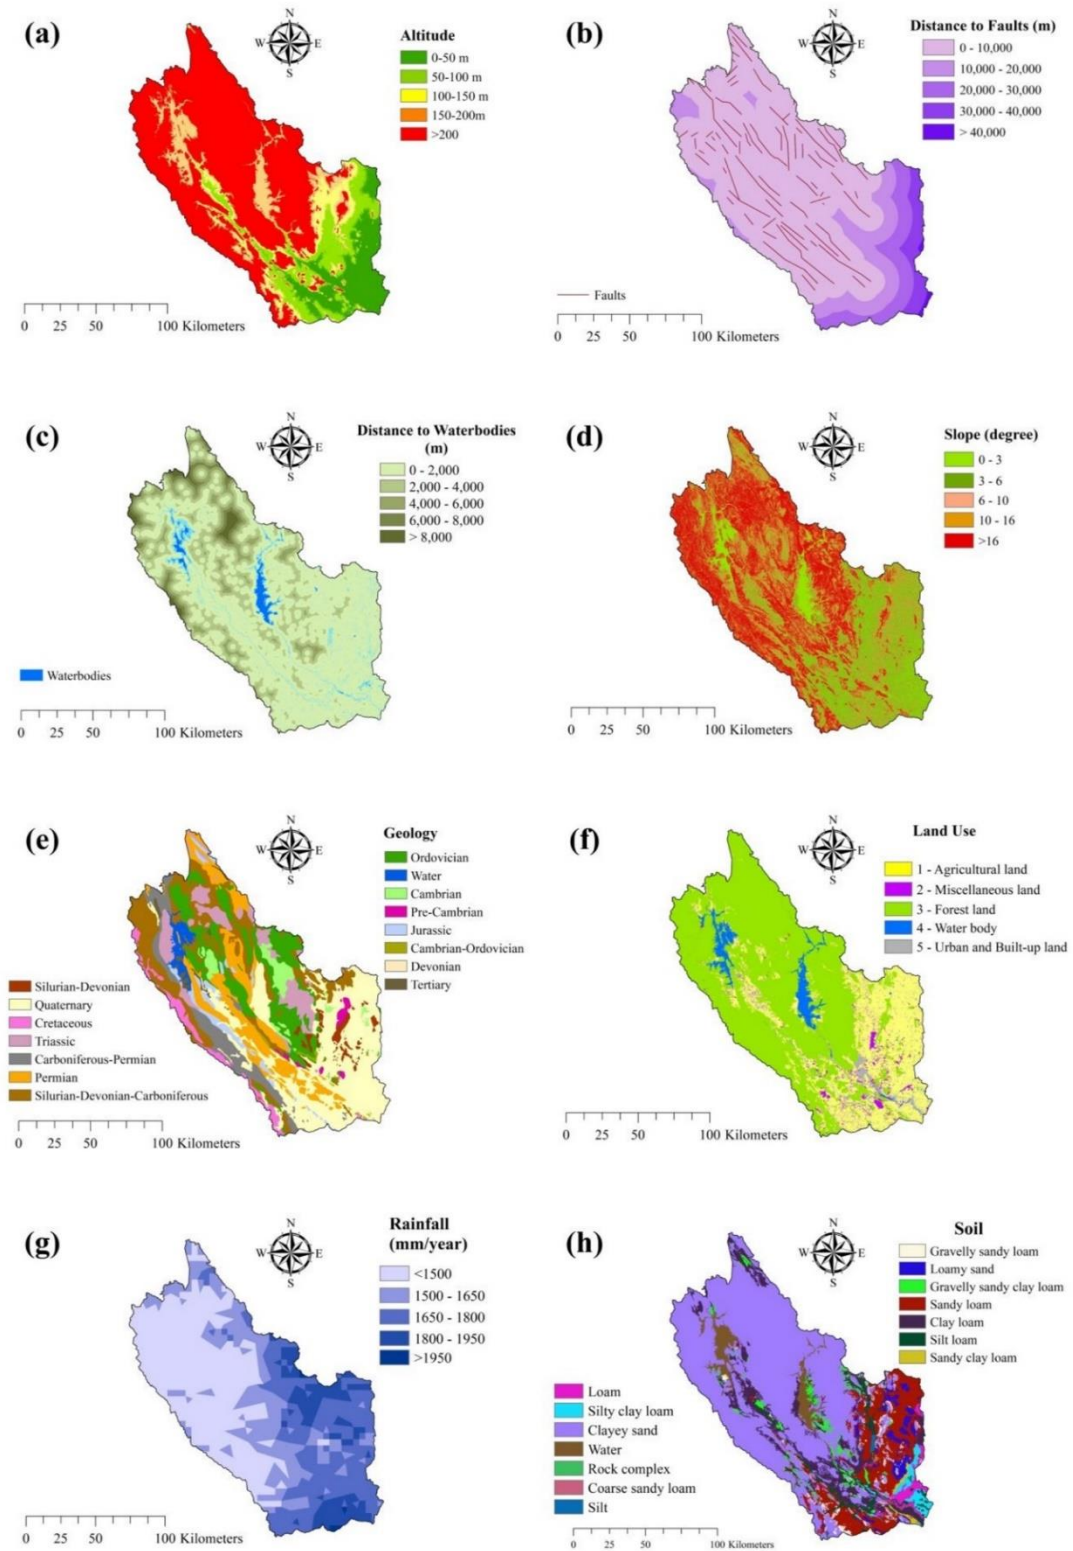 (a)
N
W E
S
Altitude
0-50 m
50-100 m
100-150 m
150-200m
>200
0 25 50 100 Kilometers
(b)
N
W E
S
Distance to Faults (m)
0 - 10,000
10,000 - 20,000
20,000 - 30,000
30,000 - 40,000
> 40,000
Faults
0 25 50 100 Kilometers
(c)
N
W E
S
Distance to Waterbodies
(m)
0 - 2,000
2,000 - 4,000
4,000 - 6,000
6,000 - 8,000
> 8,000
Waterbodies
0 25 50 100 Kilometers
(d)
N
W E
S
Slope (degree)
0 - 3
3 - 6
6 - 10
10 - 16
>16
0 25 50 100 Kilometers
(e)
N
W E
S
Geology
Ordovician
Water
Cambrian
Pre-Cambrian
Jurassic
Cambrian-Ordovician
Devonian
Tertiary
Silurian-Devonian
Quaternary
Cretaceous
Triassic
Carboniferous-Permian
Permian
Silurian-Devonian-Carboniferous
0 25 50 100 Kilometers
(f)
N
W E
S
Land Use
1 - Agricultural land
2 - Miscellaneous land
3 - Forest land
4 - Water body
5 - Urban and Built-up land
0 25 50 100 Kilometers
(g)
N
W E
S
Rainfall
(mm/year)
<1500
1500 - 1650
1650 - 1800
1800 - 1950
>1950
0 25 50 100 Kilometers
(h)
N
W E
S
Soil
Gravelly sandy loam
Loamy sand
Gravelly sandy clay loam
Sandy loam
Clay loam
Silt loam
Sandy clay loam
Loam
Silty clay loam
Clayey sand
Water
Rock complex
Coarse sandy loam
Silt
0 25 50 100 Kilometers